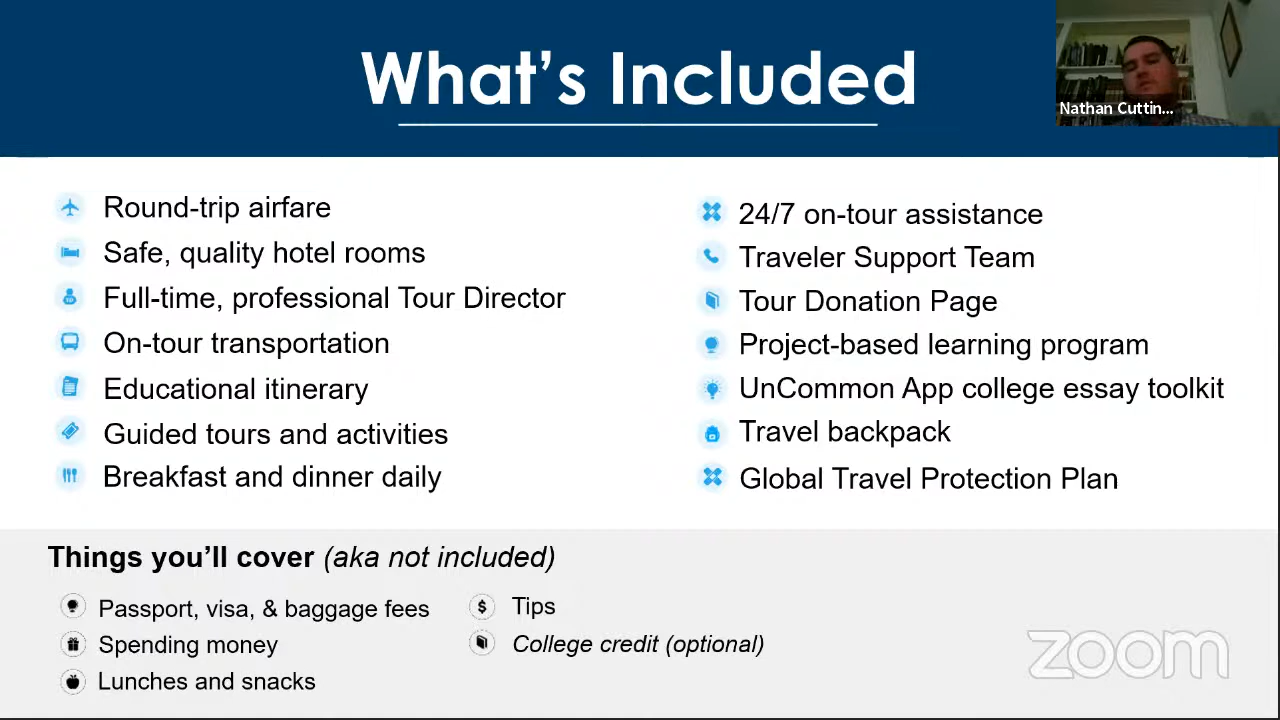 What's Included
Nathan Cuttin...
Round-trip airfare
Safe, quality hotel rooms
Full-time, professional Tour Director
On-tour transportation
Educational itinerary
Guided tours and activities
Breakfast and dinner daily
24/7 on-tour assistance
Traveler Support Team
Tour Donation Page
Project-based learning program
UnCommon App college essay toolkit
Travel backpack
Global Travel Protection Plan
Things you'll cover (aka not included)
Passport, visa, & baggage fees
Spending money
Lunches and snacks
Tips
College credit (optional)
zoom